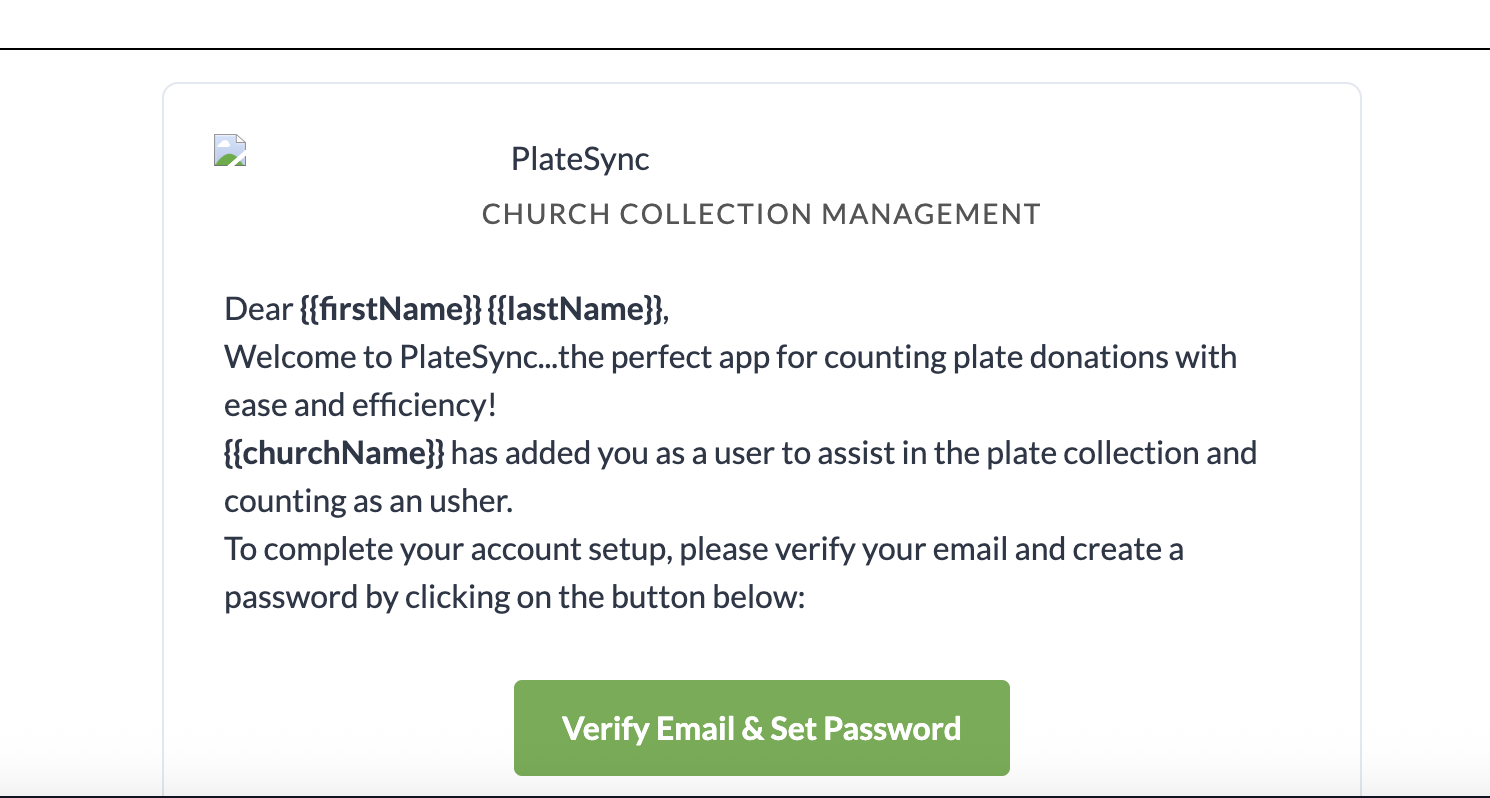 PlateSync
CHURCH COLLECTION MANAGEMENT
Dear {{firstName}} {{lastName}},
Welcome to PlateSync...the perfect app for counting plate donations with
ease and efficiency!
{{churchName}} has added you as a user to assist in the plate collection and
counting as an usher.
To complete your account setup, please verify your email and create a
password by clicking on the button below:
Verify Email & Set Password